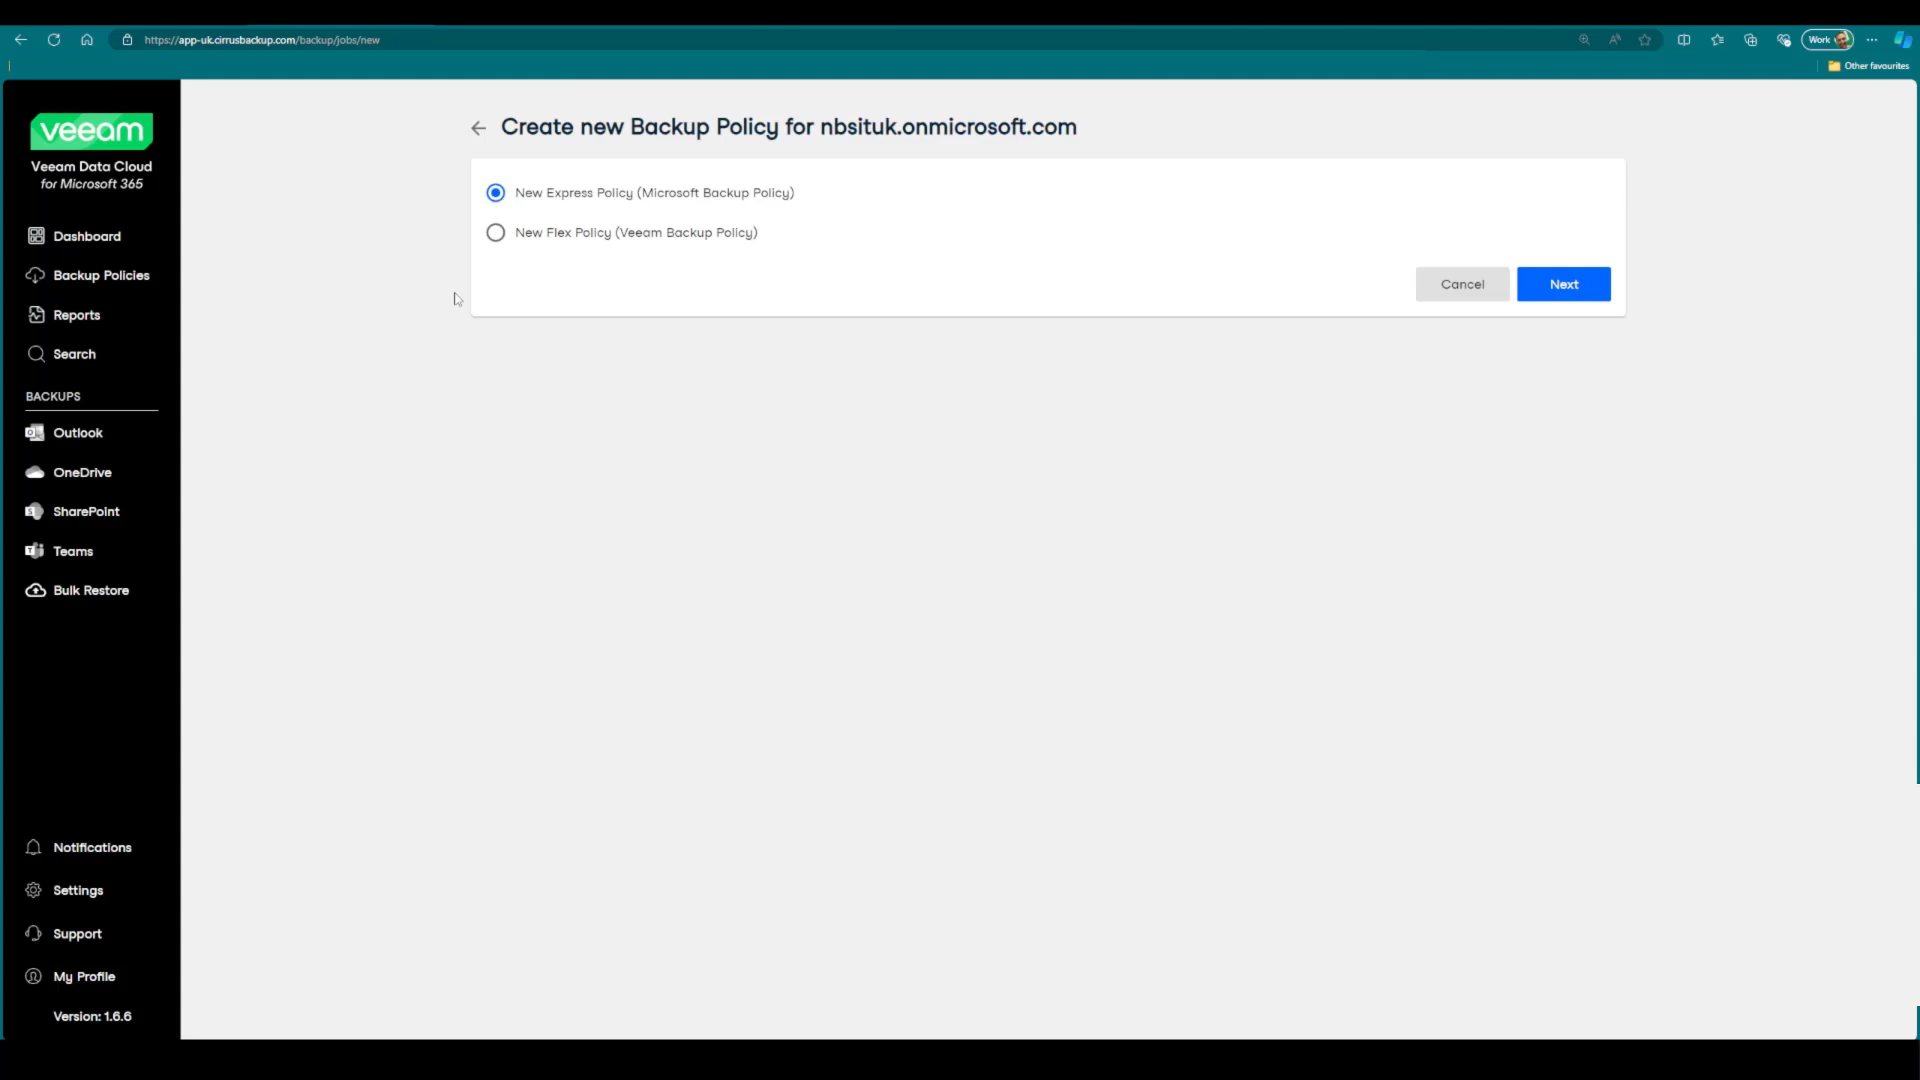 https://app-uk.cirrusbackup.com/backup/jobs/new
Work
Other favourites
veeam
Veeam Data Cloud
for Microsoft 365
Dashboard
Backup Policies
Reports
Search
BACKUPS
Outlook
OneDrive
SharePoint
Teams
Bulk Restore
Notifications
Settings
Support
My Profile
Version: 1.6.6
Create new Backup Policy for nbsituk.onmicrosoft.com
New Express Policy (Microsoft Backup Policy)
New Flex Policy (Veeam Backup Policy)
Cancel
Next